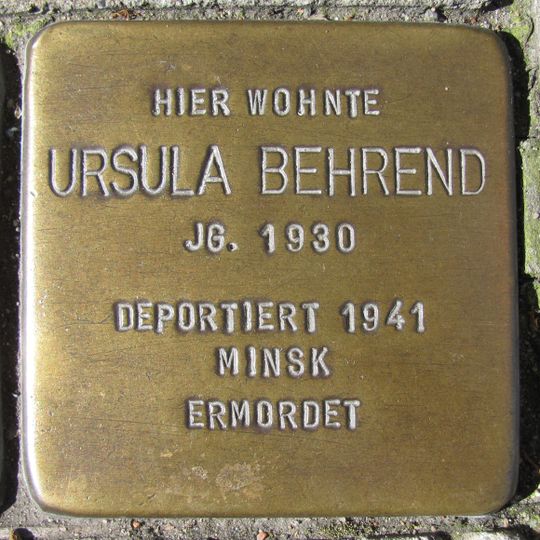 HIER WOHNTE
URSULA BEHREND
JG. 1930
DEPORTIERT 1941
MINSK
ERMORDET